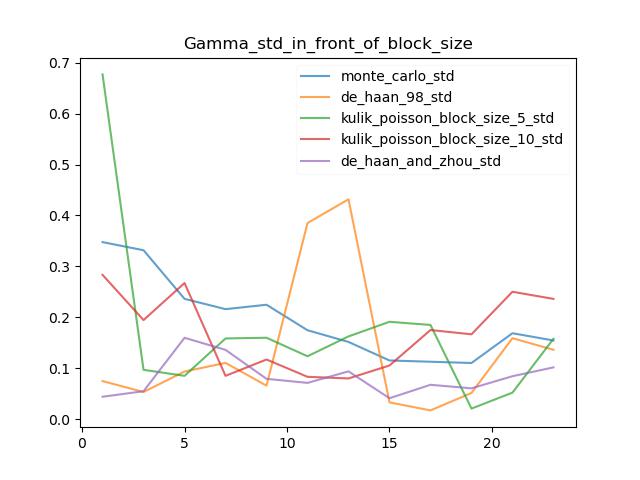 Gamma_std_in_front_of_block_size
0.7
0.6
0.5
0.4
0.3
0.2
0.1
0.0
monte_carlo_std
de_haan_98_std
kulik_poisson_block_size_5_std
kulik_poisson_block_size_10_std
de_haan_and_zhou_std
0 5 10 15 20